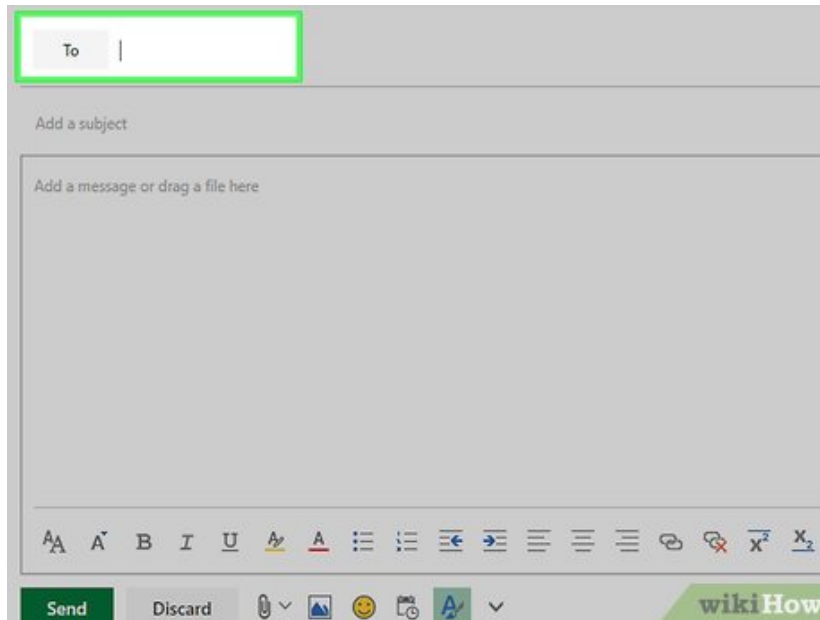 To
Add a subject
Add a message or drag a file here
B I U
Send Discard
wikiHow